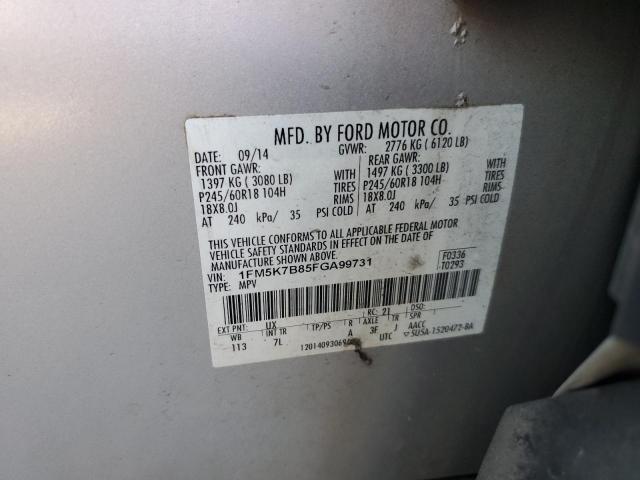 MFD. BY FORD MOTOR CO.
DATE: 09/14 GVWR: 2776 KG ( 6120 LB)
FRONT GAWR: REAR GAWR:
1397 KG ( 3080 LB) WITH 1497 KG ( 3300 LB) WITH
P245/60R18 104H TIRES P245/60R18 104H TIRES
18X8.0J RIMS 18X8.0J RIMS
AT 240 kPa/ 35 PSI COLD AT 240 kPa/ 35 PSI COLD
THIS VEHICLE CONFORMS TO ALL APPLICABLE FEDERAL MOTOR
VEHICLE SAFETY STANDARDS IN EFFECT ON THE DATE OF
MANUFACTURE SHOWN ABOVE.
VIN: 1FM5K7B85FGA99731 F0336
TYPE: MPV T0293
EXT PNT: UX RC: 21 DSO:
WB INT TR TP/PS R AXLE TR SPR
113 7L A 3F J AACC
UTC 5U5A-1520472-BA